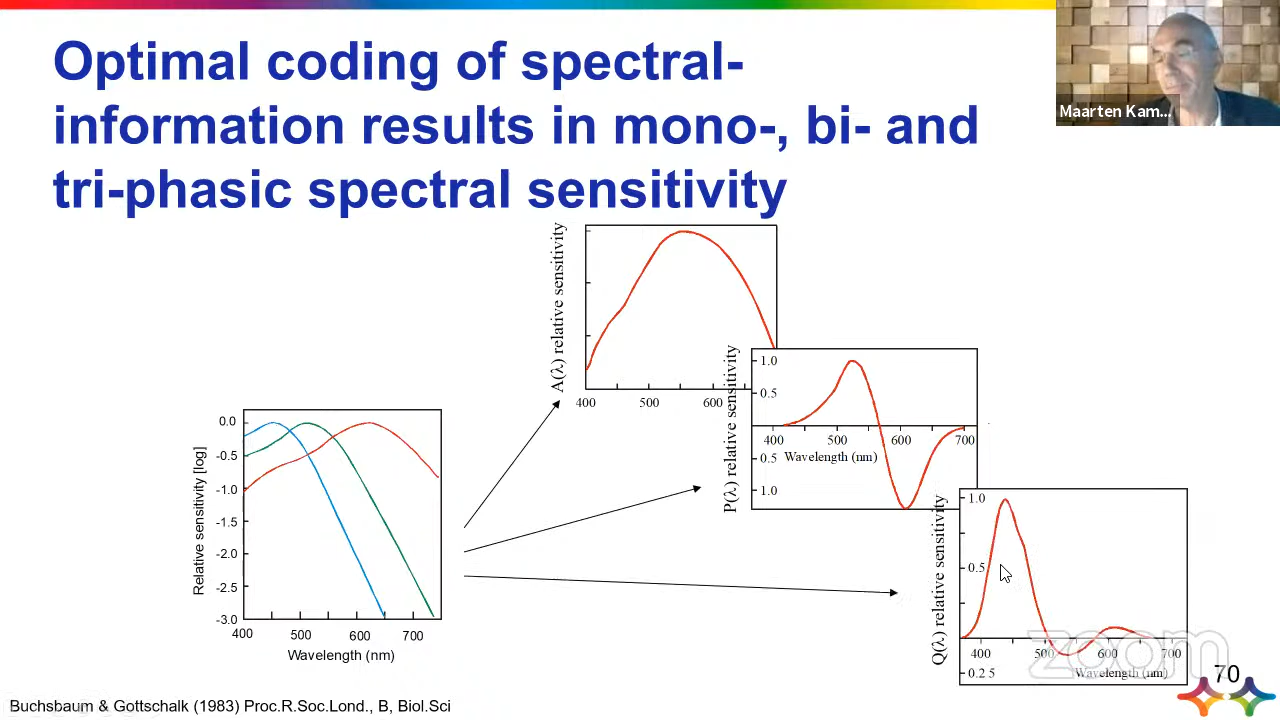 Optimal coding of spectral-
information results in mono-, bi- and
tri-phasic spectral sensitivity
Maarten Kam...
A(λ) relative sensitivity
400 500 600
P(λ) relative sensitivity
1.0
0.5
400 500 600 700
0.5 Wavelength (nm)
1.0
Relative sensitivity [log]
0.0
-0.5
-1.0
-1.5
-2.0
-2.5
-3.0
400 500 600 700
Wavelength (nm)
Q(λ) relative sensitivity
1.0
0.5
400 500 600 700
0.2 5 Wavelength (nm)
zoom
70
Buchsbaum & Gottschalk (1983) Proc.R.Soc.Lond., B, Biol.Sci